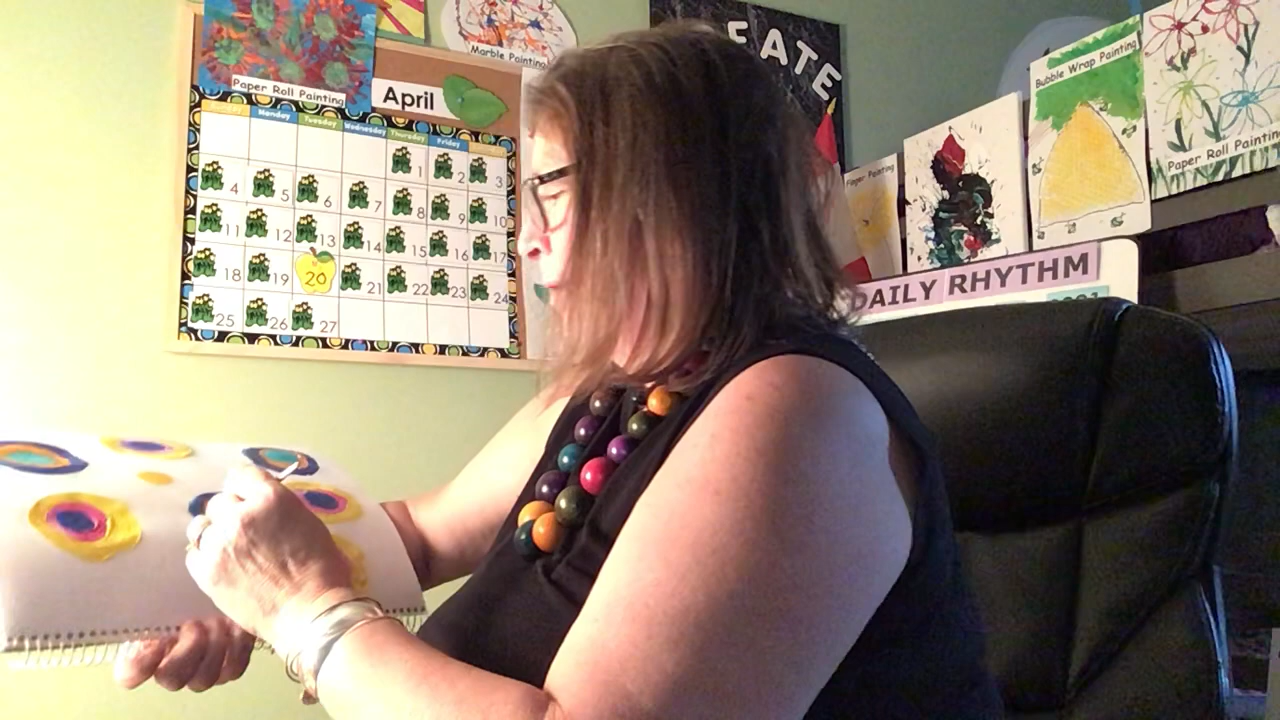 Paper Roll Painting
Marble Painting
April
Monday Tuesday Wednesday Thursday Friday
1 2 3
4 5 6 7 8 9 10
11 12 13 14 15 16 17
18 19 20 21 22 23 24
25 26 27
EATE
Finger Painting
Bubble Wrap Painting
Paper Roll Painting
DAILY RHYTHM